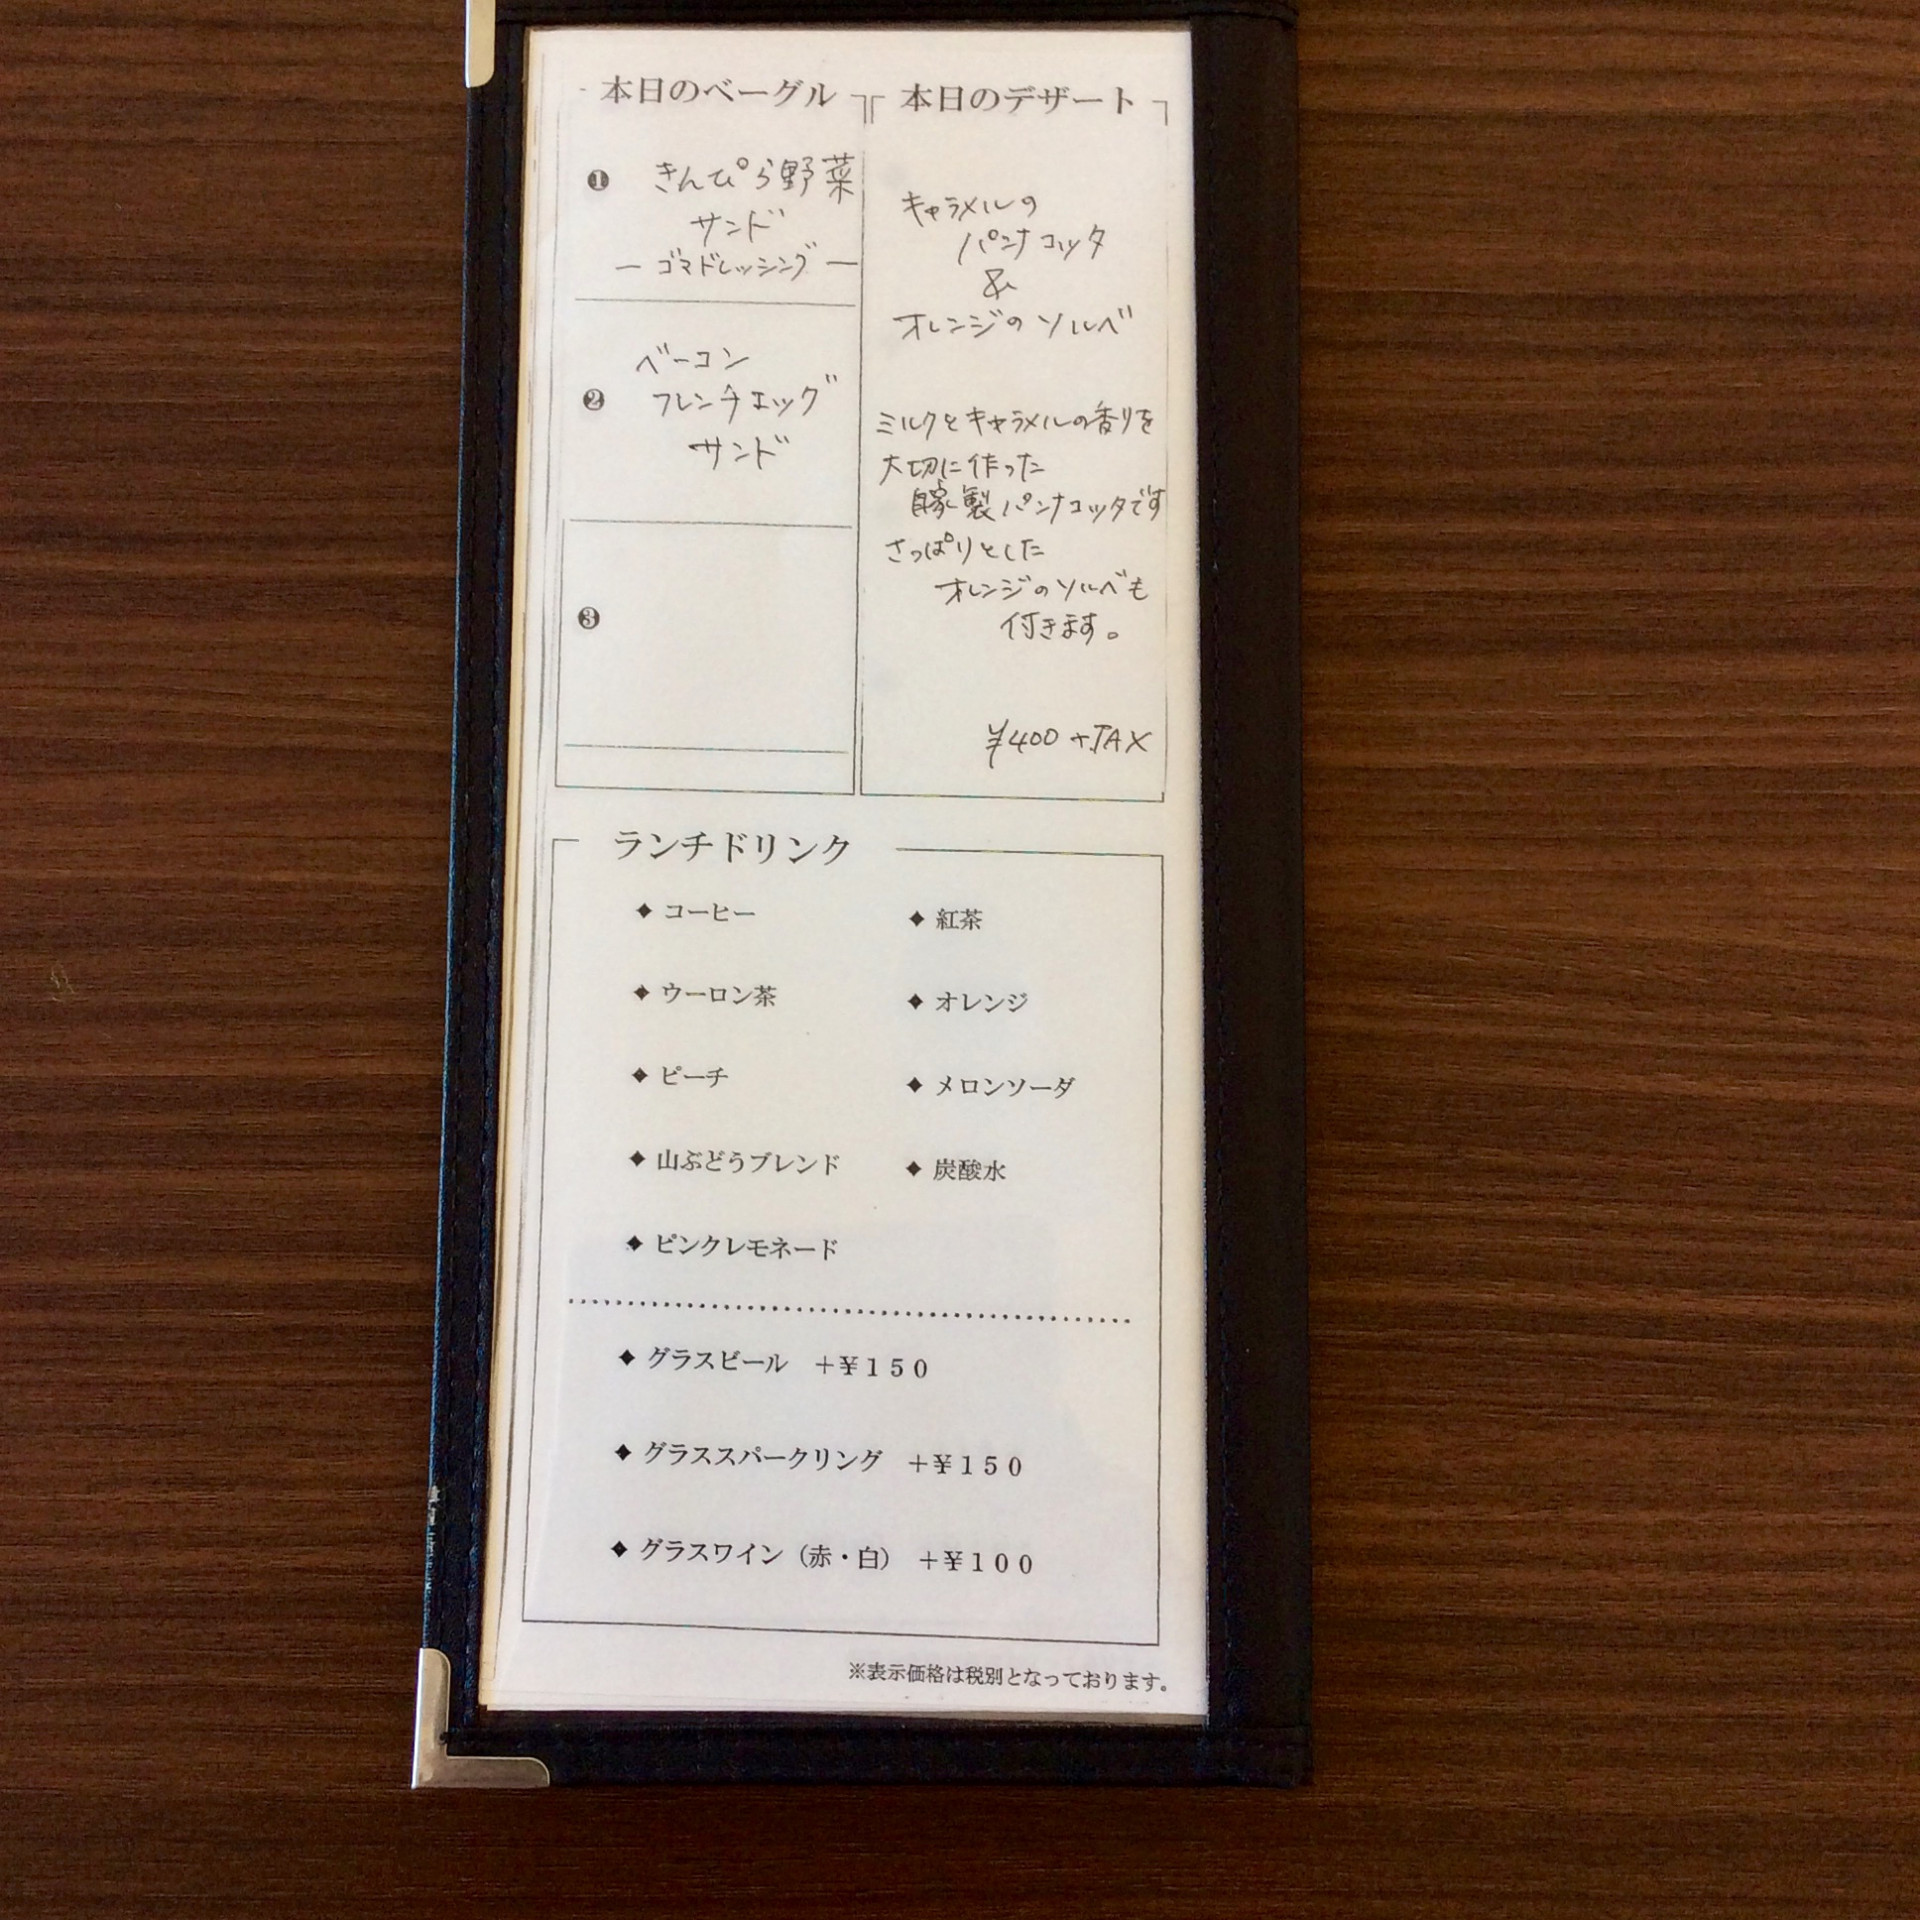 本日のベーグル
❶ きんぴら野菜
サンド
ーゴマドレッシングー
ベーコン
❷ フレンチエッグ
サンド
❸
本日のデザート
キャラメルの
パンナコッタ
&
オレンジのソルベ
ミルクとキャラメルの香りを
大切に作った
自家製パンナコッタです
さっぱりとした
オレンジのソルベも
付きます。
¥400+TAX
ランチドリンク
◆ コーヒー
◆ 紅茶
◆ ウーロン茶
◆ オレンジ
◆ ピーチ
◆ メロンソーダ
◆ 山ぶどうブレンド
◆ 炭酸水
◆ ピンクレモネード
◆ グラスビール +¥150
◆ グラススパークリング +¥150
◆ グラスワイン（赤・白） +¥100
※表示価格は税別となっております。